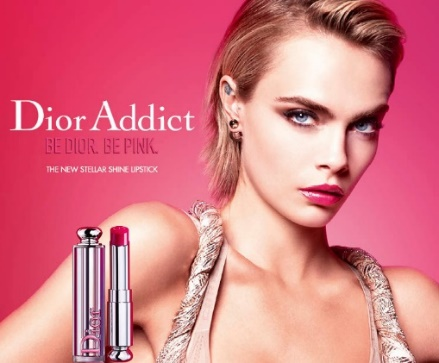 Dior Addict
BE DIOR. BE PINK.
THE NEW STELLAR SHINE LIPSTICK
Dior